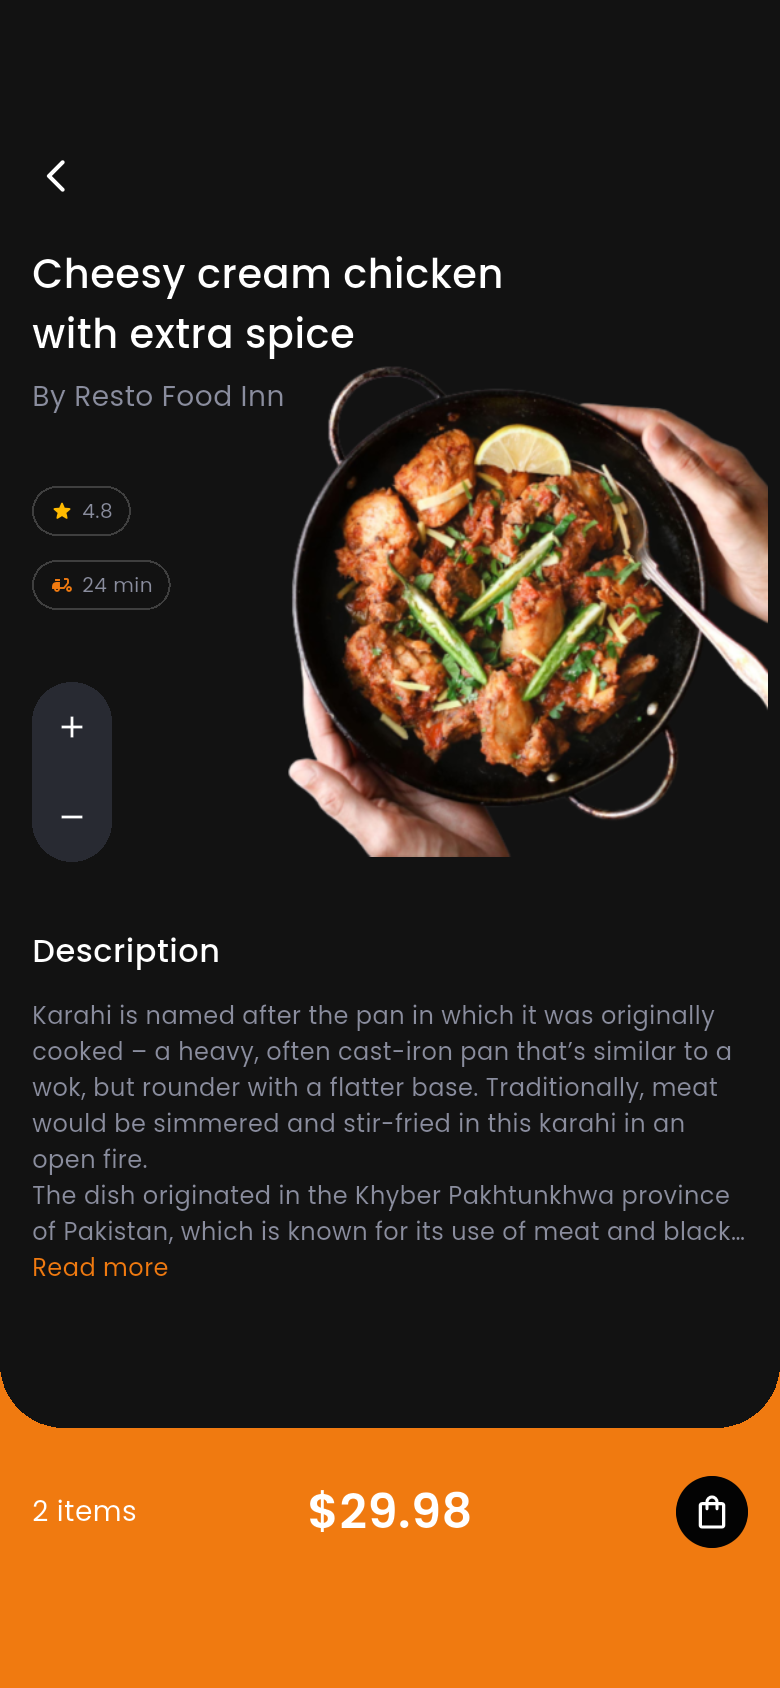 Cheesy cream chicken
with extra spice
By Resto Food Inn
4.8
24 min
+
−
Description
Karahi is named after the pan in which it was originally
cooked – a heavy, often cast-iron pan that’s similar to a
wok, but rounder with a flatter base. Traditionally, meat
would be simmered and stir-fried in this karahi in an
open fire.
The dish originated in the Khyber Pakhtunkhwa province
of Pakistan, which is known for its use of meat and black…
Read more
2 items
$29.98